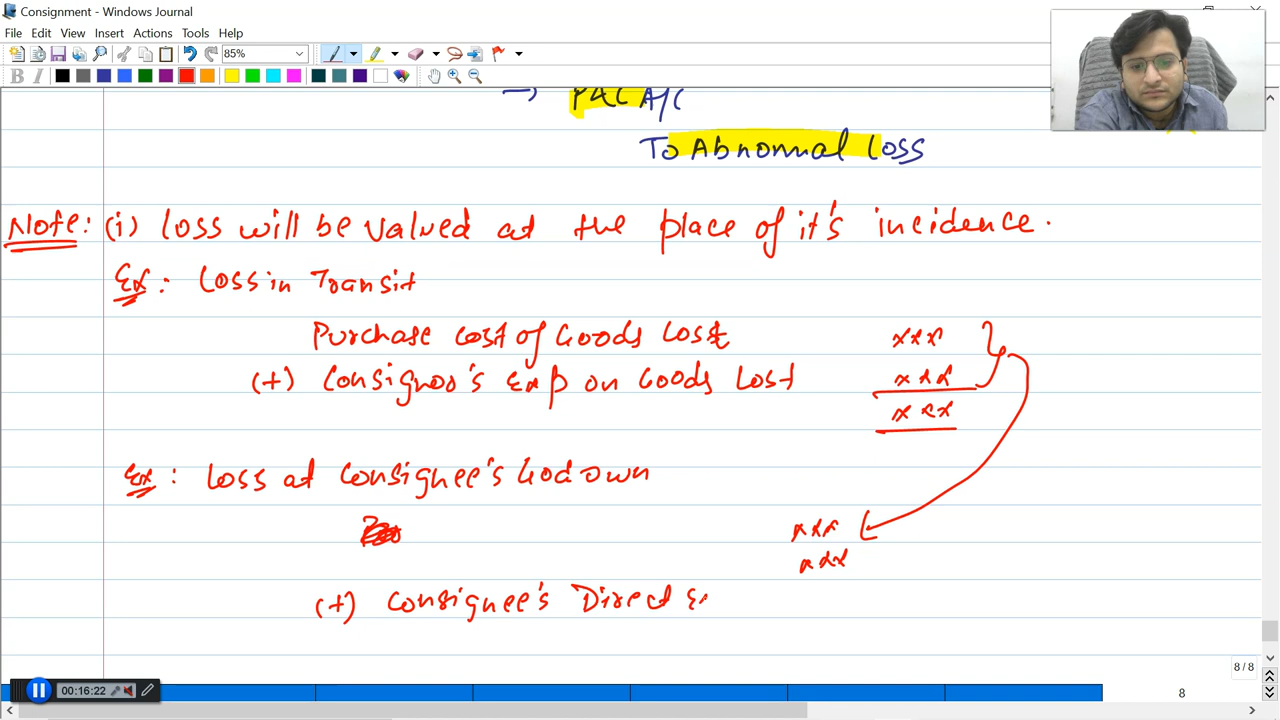 Consignment - Windows Journal
File Edit View Insert Actions Tools Help
85%
B I
→ P&L A/C
To Abnormal Loss
Note: (i) Loss will be valued at the place of it's incidence.
Ex: Loss in Transit
Purchase cost of Goods Lost xxx
(+) Consignor's Exp on Goods Lost xxx
xxx
Ex: Loss at Consignee's Godown
xxx
xxx
(+) Consignee's Direct
8 / 8
00:16:22
8